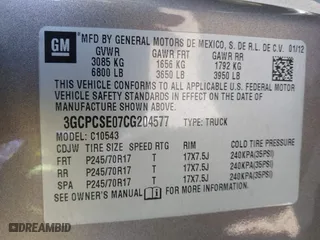 GM
MFD BY GENERAL MOTORS DE MEXICO, S. DE R.L. DE C.V. 01/12
GVWR GAWR FRT GAWR RR
3085 KG 1656 KG 1792 KG
6800 LB 3650 LB 3950 LB
THIS VEHICLE CONFORMS TO ALL APPLICABLE U.S. FEDERAL
MOTOR VEHICLE SAFETY AND THEFT PREVENTION STANDARDS
IN EFFECT ON THE DATE OF MANUFACTURE SHOWN ABOVE.
3GCPCSE07CG204577 TYPE: TRUCK
MODEL: C10543
CDJW TIRE SIZE SPEED RTG RIM COLD TIRE PRESSURE
FRT P245/70R17 T 17X7.5J 240KPA(35PSI)
RR P245/70R17 T 17X7.5J 240KPA(35PSI)
SPA P245/70R17 T 17X7.5J 240KPA(35PSI)
SEE OWNER'S MANUAL FOR MORE INFORMATION.
DREAMBID